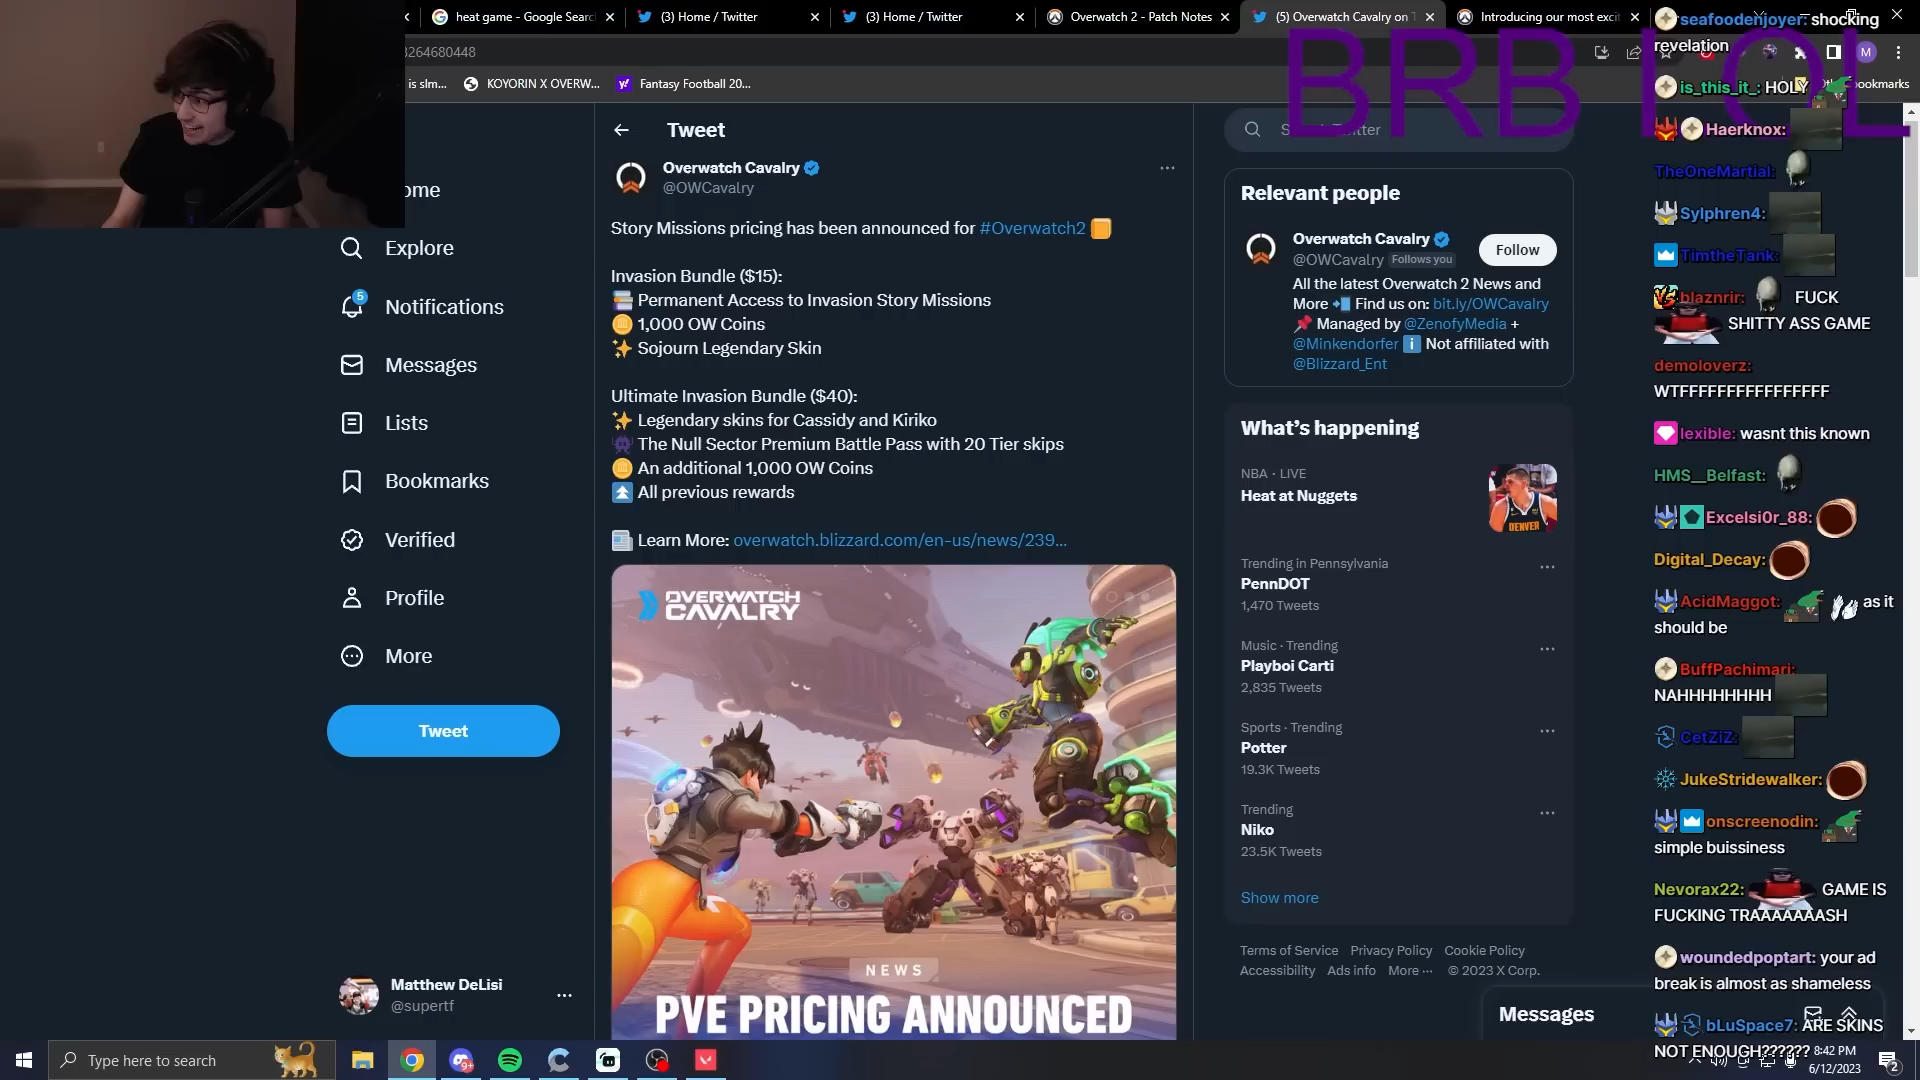 heat game - Google Searc
(3) Home / Twitter
(3) Home / Twitter
Overwatch 2 - Patch Notes
(5) Overwatch Cavalry on T
Introducing our most excit
3264680448
is slm...
KOYORIN X OVERW...
Fantasy Football 20...
bookmarks
M
BRB LOL
ome
Explore
5
Notifications
Messages
Lists
Bookmarks
Verified
Profile
More
Tweet
Matthew DeLisi
@supertf
Tweet
Overwatch Cavalry
@OWCavalry
Story Missions pricing has been announced for #Overwatch2
Invasion Bundle ($15):
Permanent Access to Invasion Story Missions
1,000 OW Coins
Sojourn Legendary Skin
Ultimate Invasion Bundle ($40):
Legendary skins for Cassidy and Kiriko
The Null Sector Premium Battle Pass with 20 Tier skips
An additional 1,000 OW Coins
All previous rewards
Learn More: overwatch.blizzard.com/en-us/news/239...
OVERWATCH
CAVALRY
NEWS
PVE PRICING ANNOUNCED
Twitter
Relevant people
Overwatch Cavalry
@OWCavalry Follows you
Follow
All the latest Overwatch 2 News and
More Find us on: bit.ly/OWCavalry
Managed by @ZenofyMedia +
@Minkendorfer Not affiliated with
@Blizzard_Ent
What's happening
NBA · LIVE
Heat at Nuggets
DENVER
Trending in Pennsylvania
PennDOT
1,470 Tweets
Music · Trending
Playboi Carti
2,835 Tweets
Sports · Trending
Potter
19.3K Tweets
Trending
Niko
23.5K Tweets
Show more
Terms of Service Privacy Policy Cookie Policy
Accessibility Ads info More ··· © 2023 X Corp.
Messages
seafoodenjoyer: shocking
revelation
is_this_it_: HOLY
Haerknox:
TheOneMartial:
Sylphren4:
TimtheTank:
blaznrir: FUCK
SHITTY ASS GAME
demoloverz:
WTFFFFFFFFFFFFFFF
lexible: wasnt this known
HMS__Belfast:
Excelsi0r_88:
Digital_Decay:
AcidMaggot: as it
should be
BuffPachimari:
NAHHHHHHHH
CetZiZ:
JukeStridewalker:
onscreenodin:
simple buissiness
Nevorax22: GAME IS
FUCKING TRAAAAAAASH
woundedpoptart: your ad
break is almost as shameless
bLuSpace7: ARE SKINS
NOT ENOUGH??????
Type here to search
9+
8:42 PM
6/12/2023
2